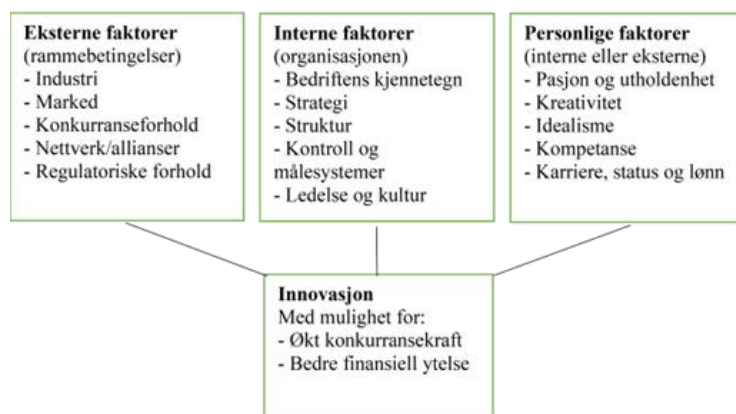 Eksterne faktorer
(rammebetingelser)
- Industri
- Marked
- Konkurranseforhold
- Nettverk/allianser
- Regulatoriske forhold
Interne faktorer
(organisasjonen)
- Bedriftens kjennetegn
- Strategi
- Struktur
- Kontroll og
målesystemer
- Ledelse og kultur
Personlige faktorer
(interne eller eksterne)
- Pasjon og utholdenhet
- Kreativitet
- Idealisme
- Kompetanse
- Karriere, status og lønn
Innovasjon
Med mulighet for:
- Økt konkurransekraft
- Bedre finansiell ytelse